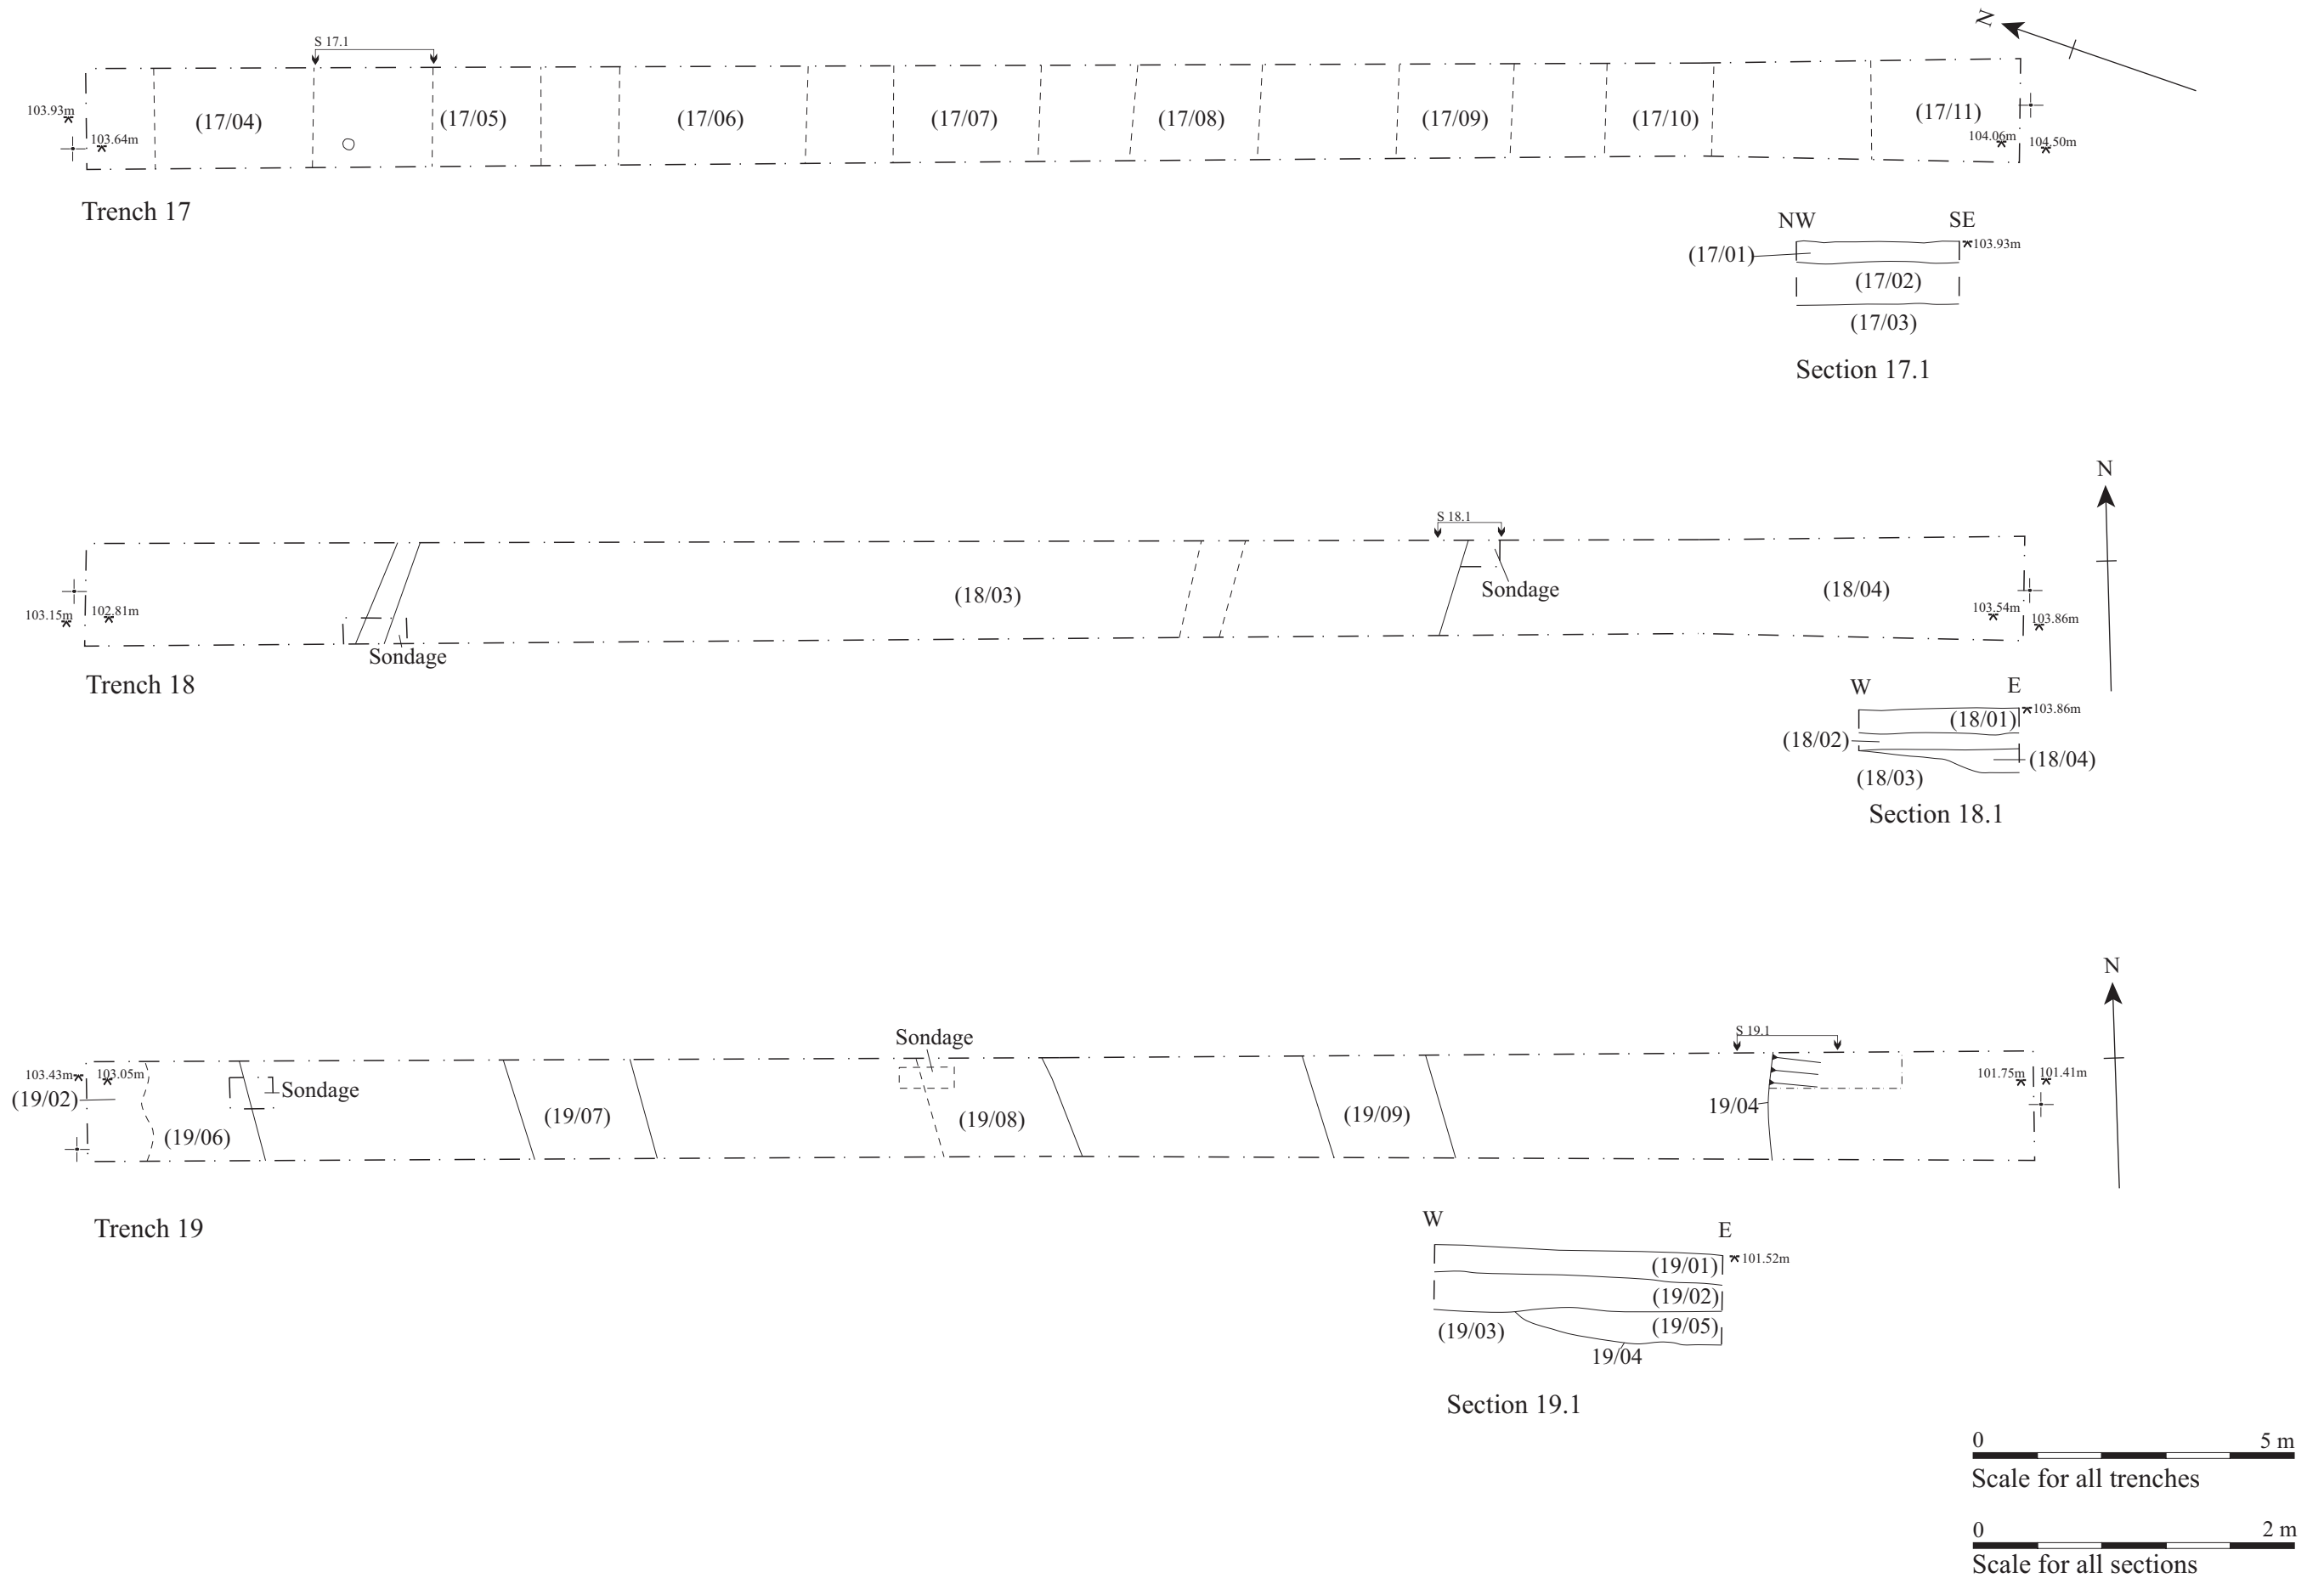 N
S 17.1
103.93m
103.64m
(17/04)
(17/05)
(17/06)
(17/07)
(17/08)
(17/09)
(17/10)
(17/11)
104.06m
104.50m
Trench 17
NW
SE
(17/01)
103.93m
(17/02)
(17/03)
Section 17.1
N
S 18.1
103.15m
102.81m
Sondage
(18/03)
Sondage
(18/04)
103.54m
103.86m
Trench 18
W
E
103.86m
(18/01)
(18/02)
(18/04)
(18/03)
Section 18.1
N
Sondage
S 19.1
103.43m
103.05m
(19/02)
Sondage
(19/06)
(19/07)
(19/08)
(19/09)
19/04
101.75m
101.41m
Trench 19
W
E
101.52m
(19/01)
(19/02)
(19/03)
(19/05)
19/04
Section 19.1
0
5 m
Scale for all trenches
0
2 m
Scale for all sections